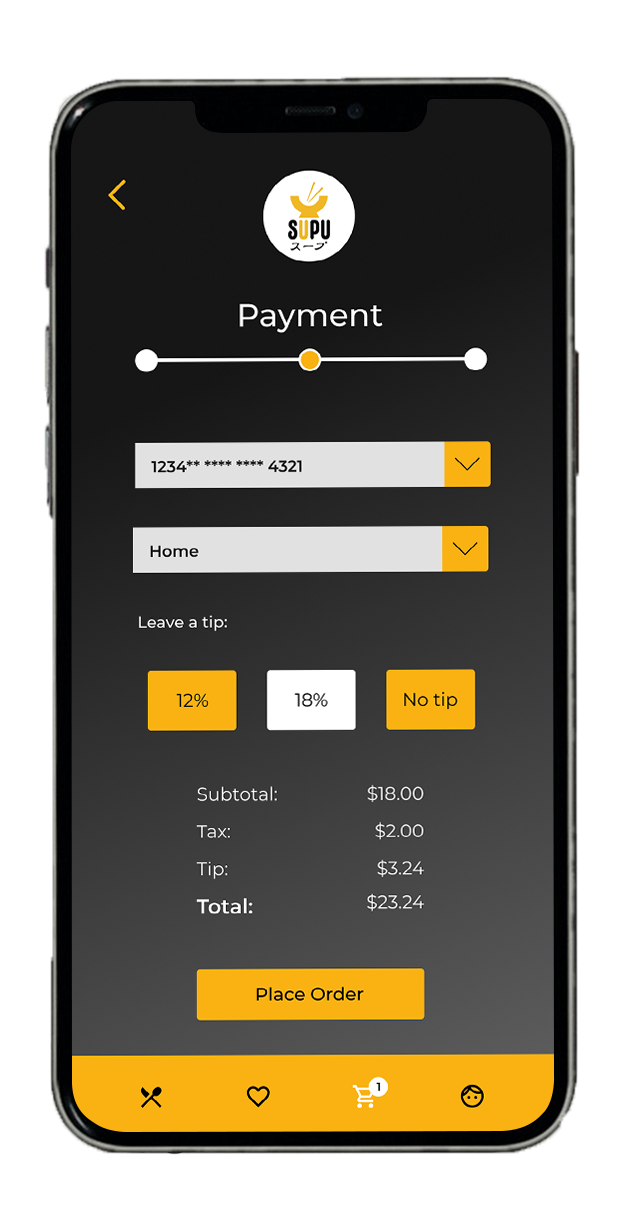 SUPU
スープ
Payment
1234** **** **** 4321
Home
Leave a tip:
12% 18% No tip
Subtotal: $18.00
Tax: $2.00
Tip: $3.24
Total: $23.24
Place Order
1